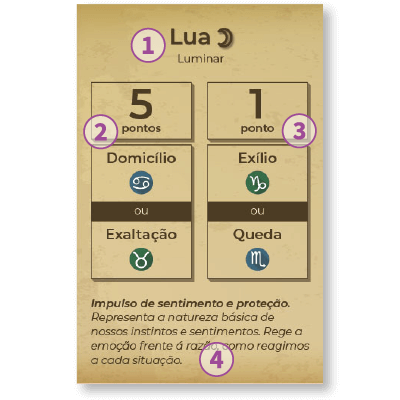 Lua
1
Luminar
5
pontos
2
1
ponto
3
Domicílio
ou
Exaltação
Exílio
ou
Queda
Impulso de sentimento e proteção.
Representa a natureza básica de
nossos instintos e sentimentos. Rege a
emoção frente á razão, como reagimos
a cada situação.
4